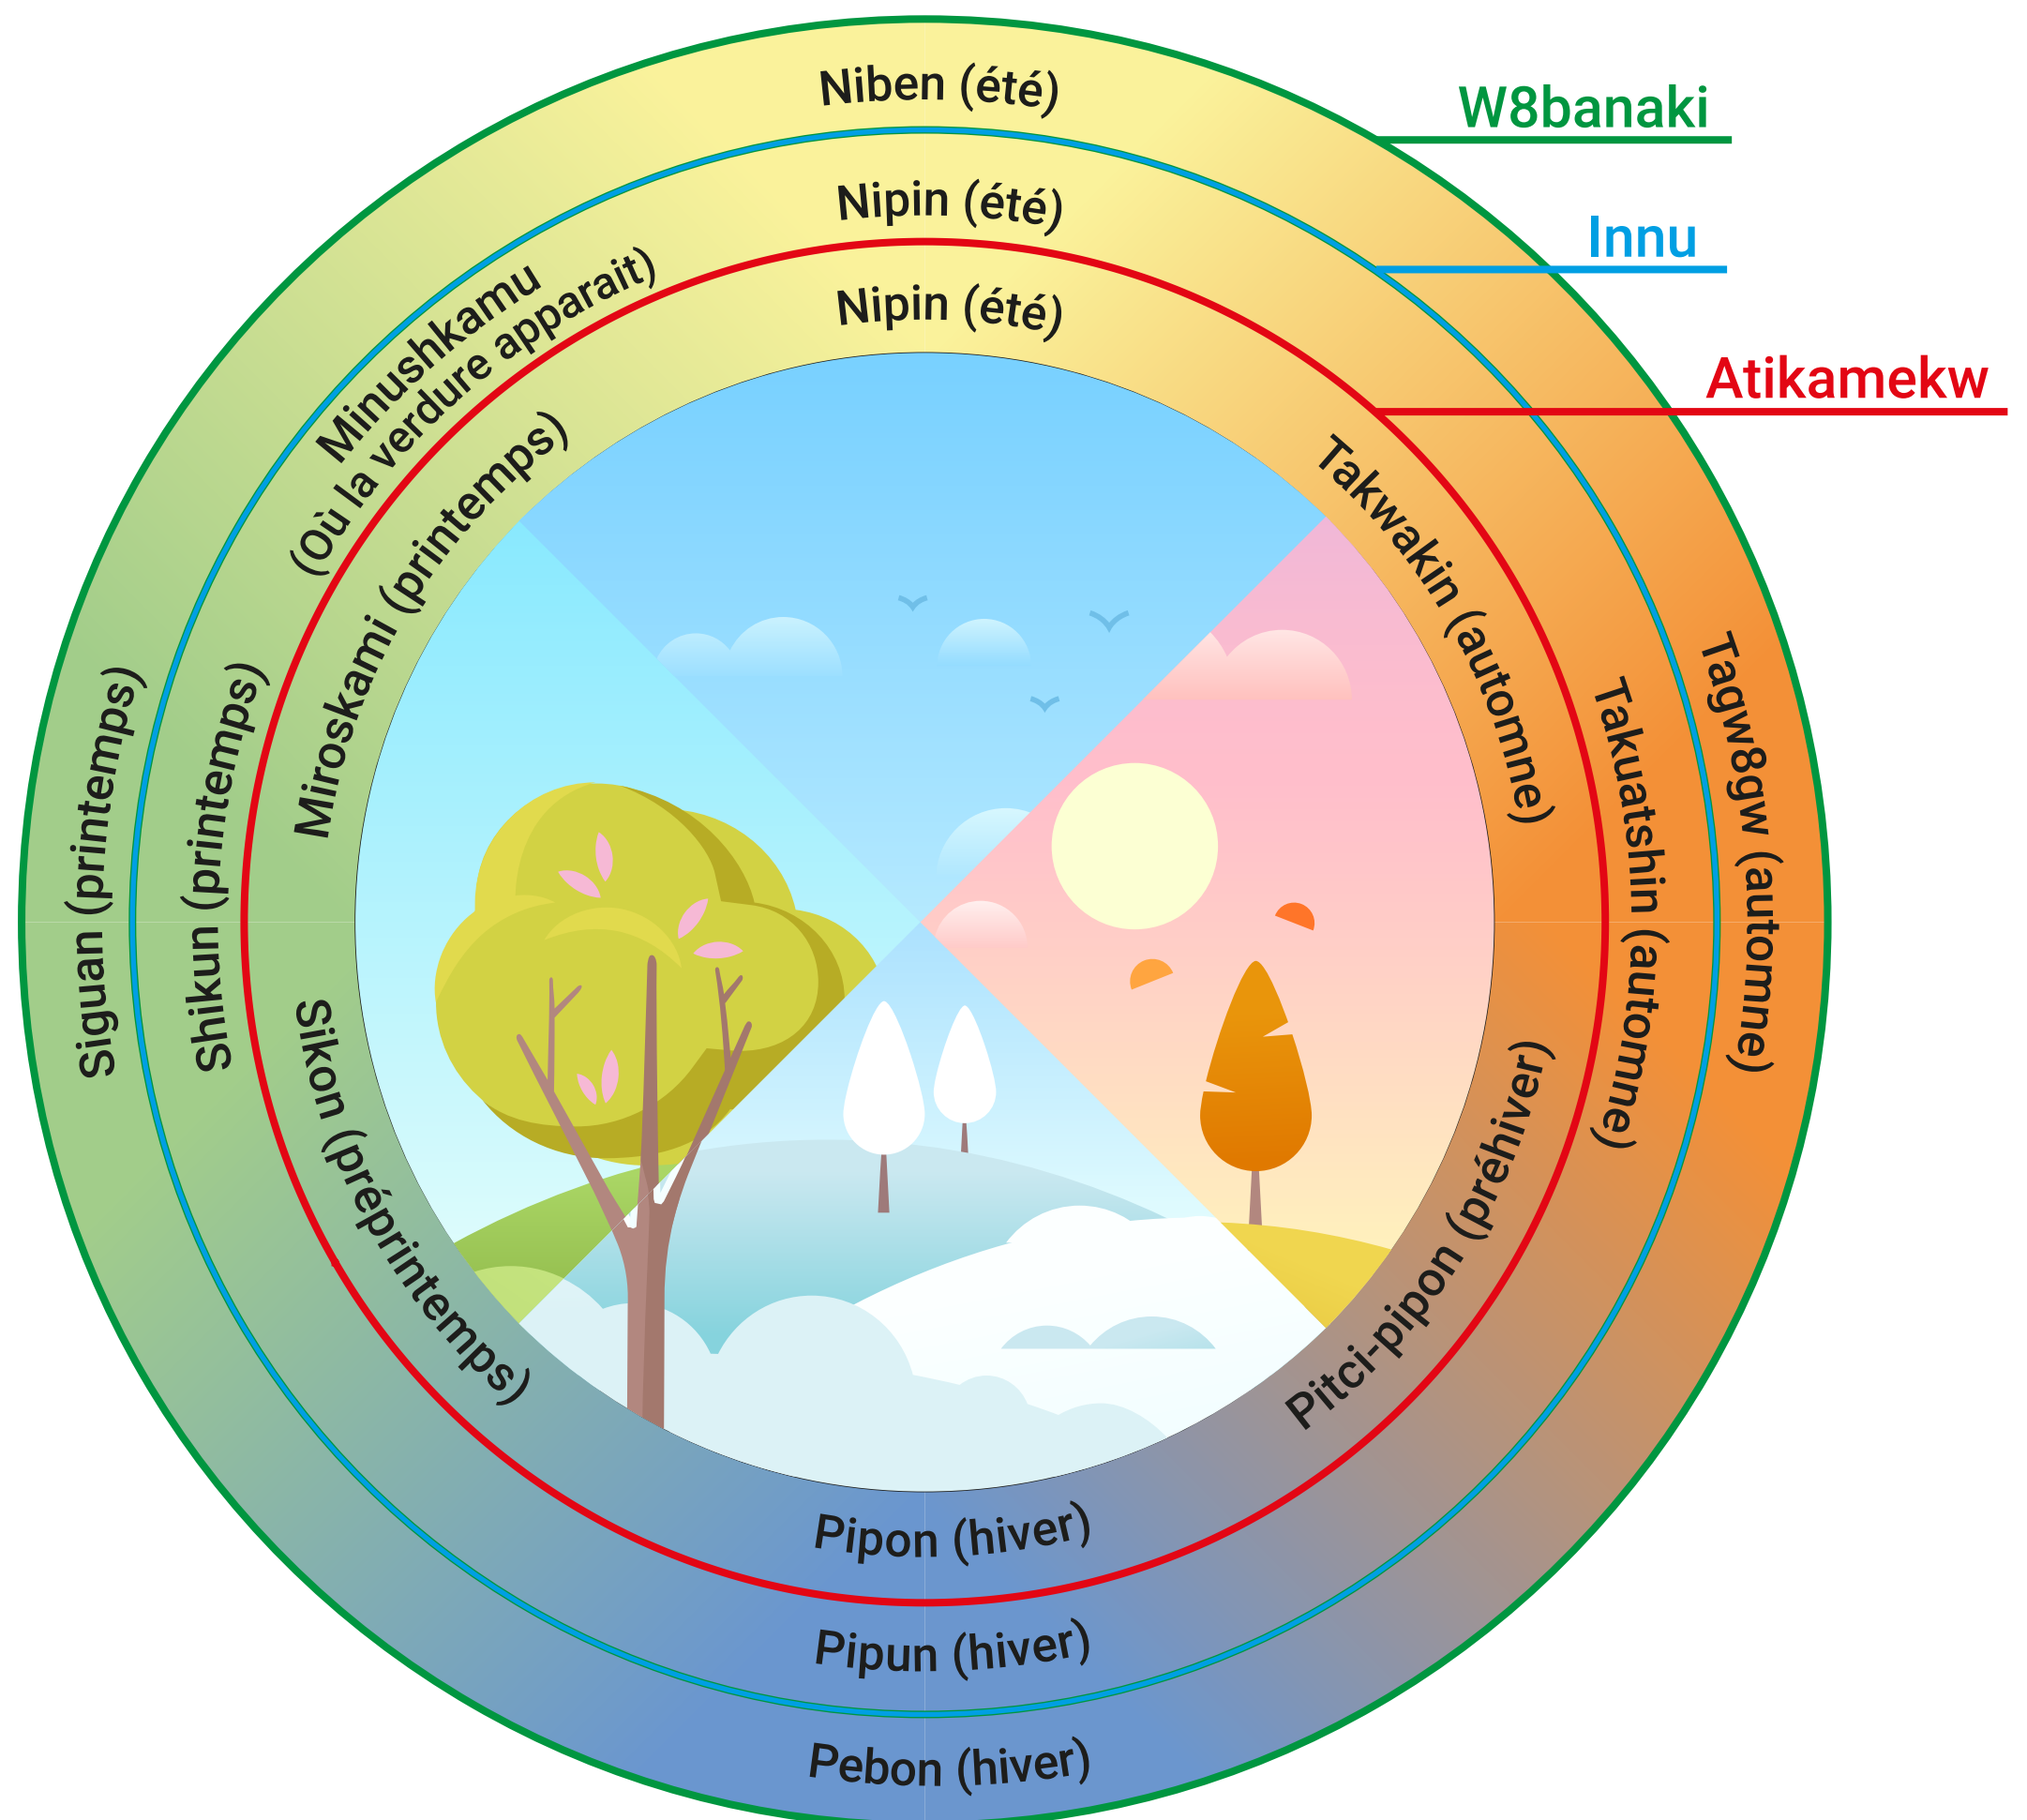 W8banaki
Innu
Atikamekw
Niben (été)
Tagw8gw (automne)
Pebon (hiver)
Siguan (printemps)
Nipin (été)
Takuatshin (automne)
Pipun (hiver)
Shikun (printemps)
Minushkamu
(Où la verdure apparait)
Nipin (été)
Takwakin (automne)
Pitci-pipon (préhiver)
Pipon (hiver)
Sikon (préprintemps)
Miroskami (printemps)